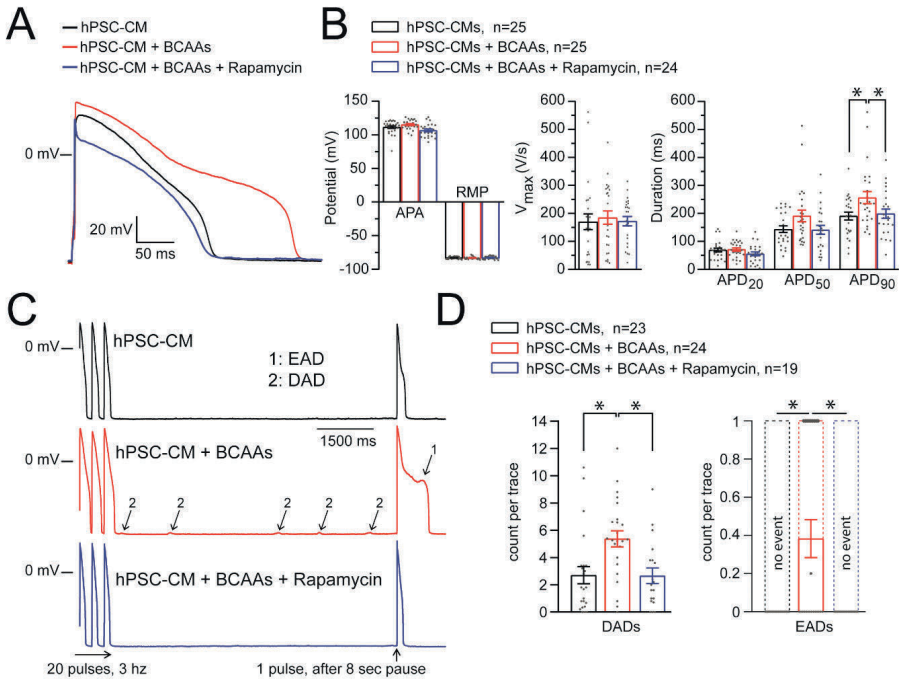 A
hPSC-CM
hPSC-CM + BCAAs
hPSC-CM + BCAAs + Rapamycin
0 mV
20 mV
50 ms
B
hPSC-CMs, n=25
hPSC-CMs + BCAAs, n=25
hPSC-CMs + BCAAs + Rapamycin, n=24
Potential (mV)
150
100
50
0
-50
-100
APA
RMP
Vmax (V/s)
600
500
400
300
200
100
0
Duration (ms)
600
500
400
300
200
100
0
* *
APD20 APD50 APD90
C
0 mV
hPSC-CM
1: EAD
2: DAD
1500 ms
0 mV
hPSC-CM + BCAAs
1
2 2 2 2 2
0 mV
hPSC-CM + BCAAs + Rapamycin
20 pulses, 3 hz
1 pulse, after 8 sec pause
D
hPSC-CMs, n=23
hPSC-CMs + BCAAs, n=24
hPSC-CMs + BCAAs + Rapamycin, n=19
count per trace
14
12
10
8
6
4
2
0
* *
DADs
count per trace
1
0.8
0.6
0.4
0.2
0
* *
no event
no event
EADs